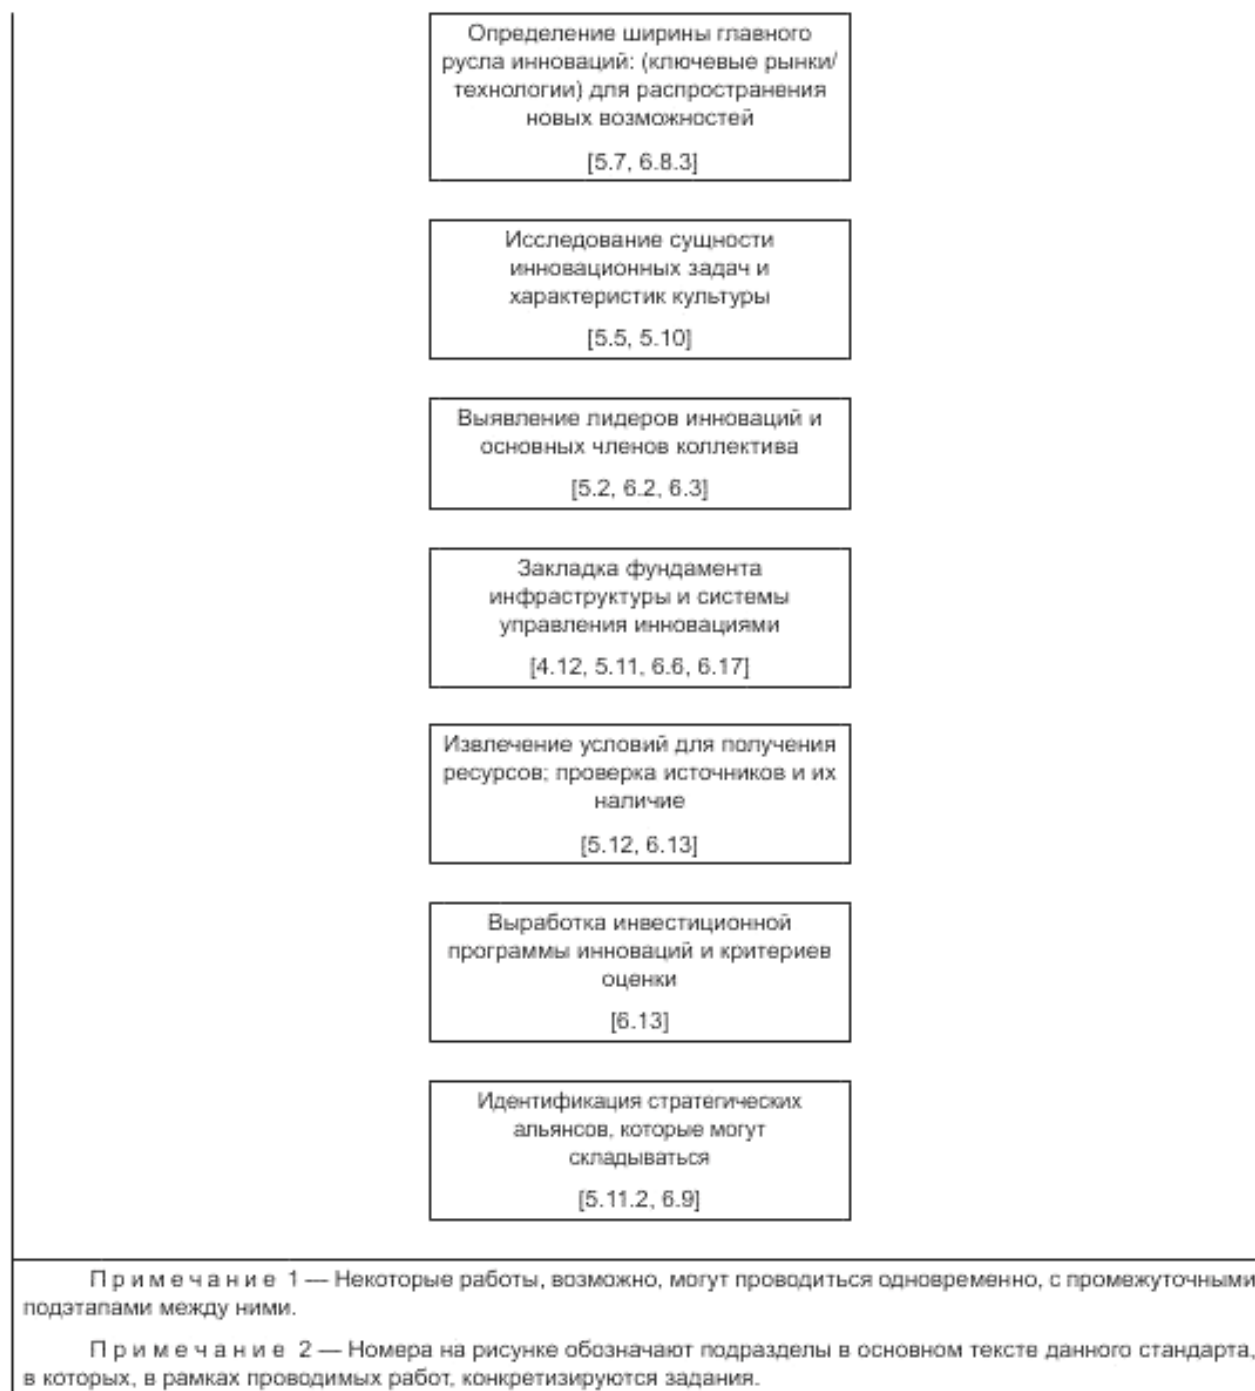 Определение ширины главного
русла инноваций: (ключевые рынки/
технологии) для распространения
новых возможностей
[5.7, 6.8.3]
Исследование сущности
инновационных задач и
характеристик культуры
[5.5, 5.10]
Выявление лидеров инноваций и
основных членов коллектива
[5.2, 6.2, 6.3]
Закладка фундамента
инфраструктуры и системы
управления инновациями
[4.12, 5.11, 6.6, 6.17]
Извлечение условий для получения
ресурсов; проверка источников и их
наличие
[5.12, 6.13]
Выработка инвестиционной
программы инноваций и критериев
оценки
[6.13]
Идентификация стратегических
альянсов, которые могут
складываться
[5.11.2, 6.9]
Примечание 1 — Некоторые работы, возможно, могут проводиться одновременно, с промежуточными
подэтапами между ними.
Примечание 2 — Номера на рисунке обозначают подразделы в основном тексте данного стандарта,
в которых, в рамках проводимых работ, конкретизируются задания.